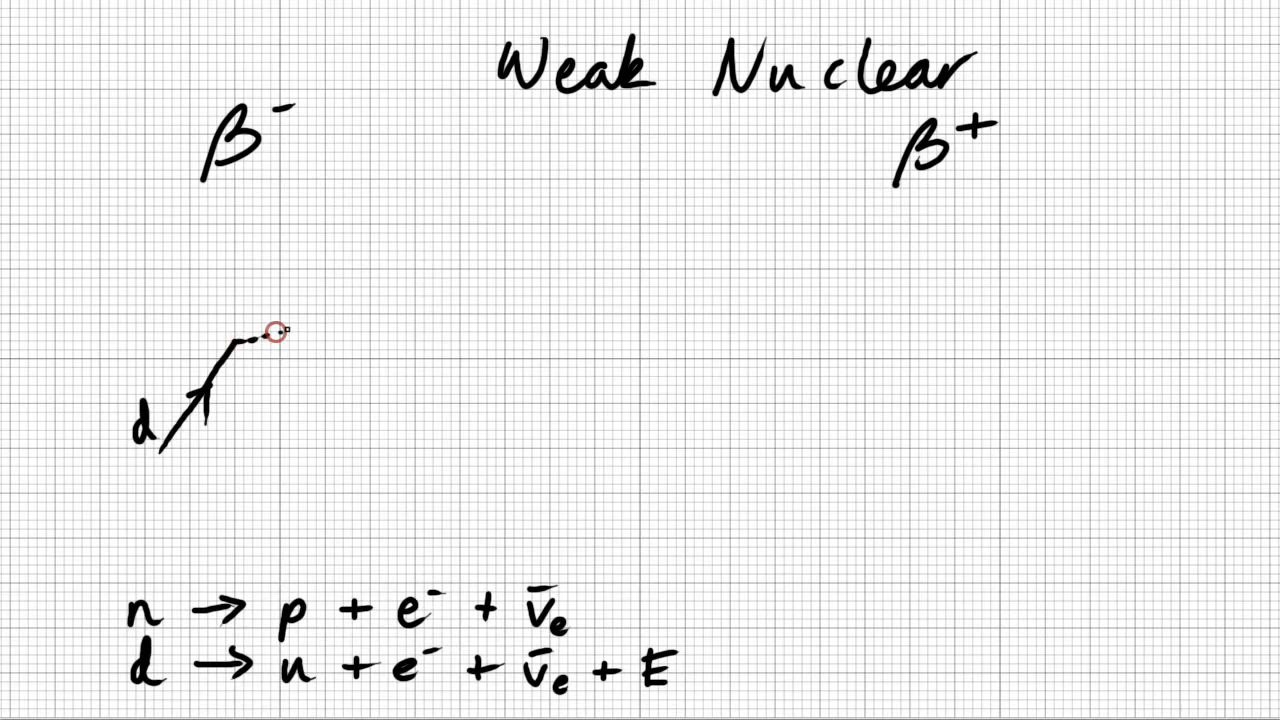 Weak Nuclear
β⁻ β⁺
d
n → p + e⁻ + v̄ₑ
d → u + e⁻ + v̄ₑ + E